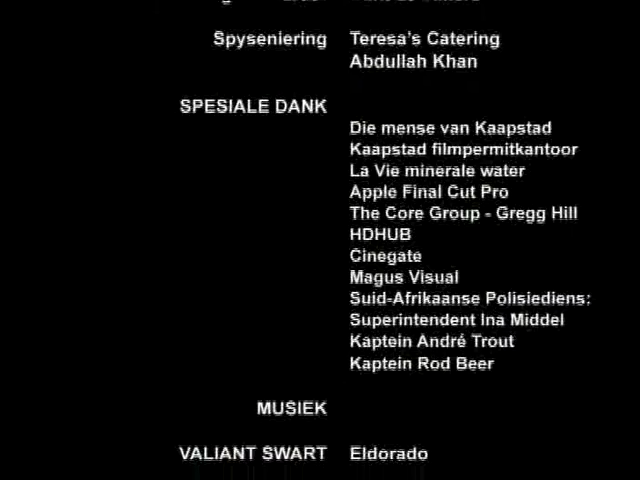 Spyseniering Teresa's Catering
Abdullah Khan
SPESIALE DANK
Die mense van Kaapstad
Kaapstad filmpermitkantoor
La Vie minerale water
Apple Final Cut Pro
The Core Group - Gregg Hill
HDHUB
Cinegate
Magus Visual
Suid-Afrikaanse Polisiediens:
Superintendent Ina Middel
Kaptein André Trout
Kaptein Rod Beer
MUSIEK
VALIANT SWART Eldorado